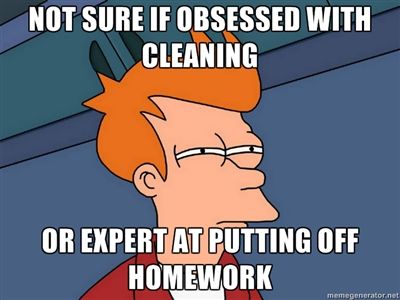 NOT SURE IF OBSESSED WITH
CLEANING
OR EXPERT AT PUTTING OFF
HOMEWORK
memegenerator.net